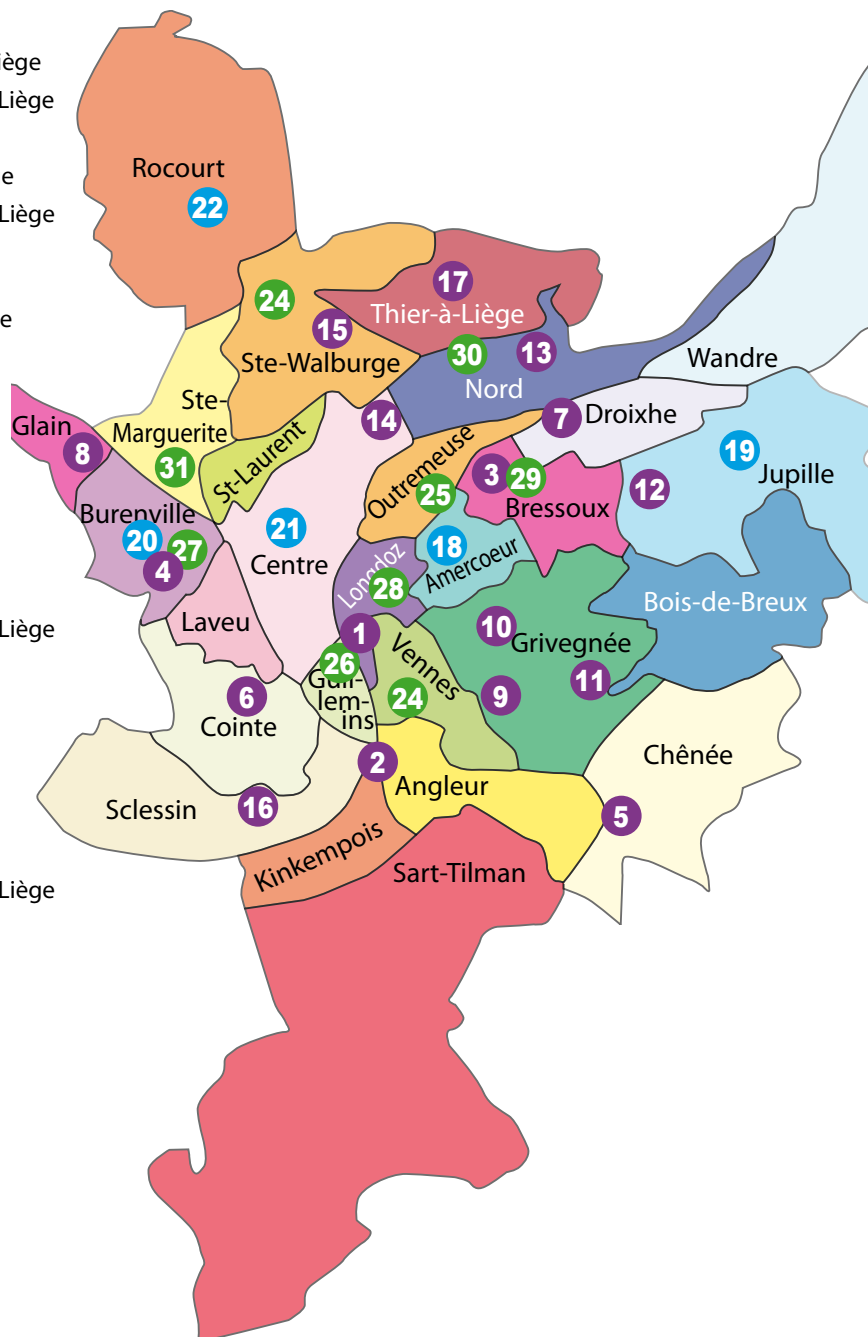 iège
Liège
Rocourt
e
22
Liège
17
24
Thier-à-Liège
e
15
30
13
Ste-Walburge
Wandre
Nord
Ste-
Marguerite
14
7
Droixhe
Glain
8
St-Laurent
Outremeuse
19
Jupille
31
3
29
12
25
Bressoux
Burenville
20
27
21
18
4
Centre
Longdoz
Amercoeur
28
Bois-de-Breux
Laveu
Liège
1
10
Grivegnée
26
Vennes
11
Guil-
lem-
ins
6
24
9
Cointe
2
Chênée
Angleur
Sclessin
16
5
Kinkempois
Sart-Tilman
Liège